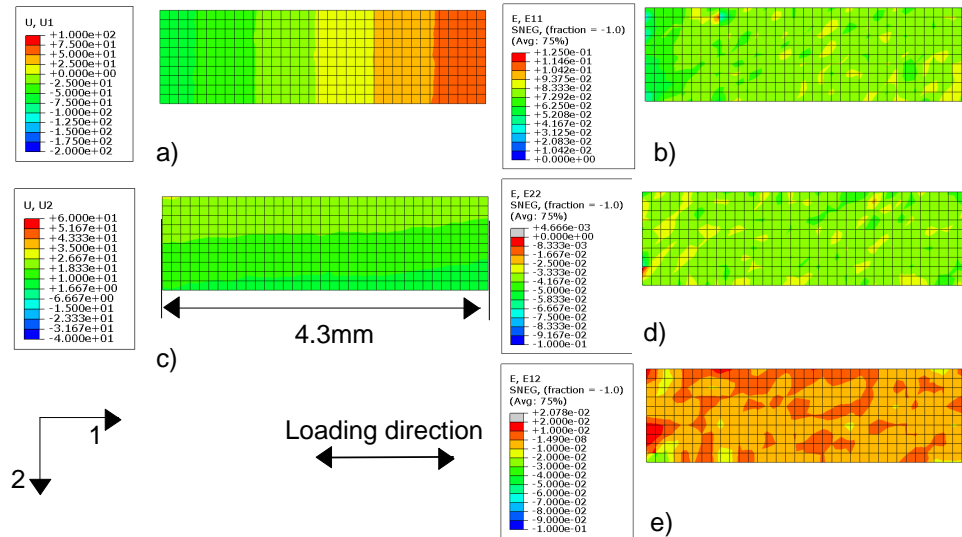 U, U1
+1.000e+02
+7.500e+01
+5.000e+01
+2.500e+01
+0.000e+00
-2.500e+01
-5.000e+01
-7.500e+01
-1.000e+02
-1.250e+02
-1.500e+02
-1.750e+02
-2.000e+02
a)
E, E11
SNEG, (fraction = -1.0)
(Avg: 75%)
+1.250e-01
+1.146e-01
+1.042e-01
+9.375e-02
+8.333e-02
+7.292e-02
+6.250e-02
+5.208e-02
+4.167e-02
+3.125e-02
+2.083e-02
+1.042e-02
+0.000e+00
b)
U, U2
+6.000e+01
+5.167e+01
+4.333e+01
+3.500e+01
+2.667e+01
+1.833e+01
+1.000e+01
+1.667e+00
-6.667e+00
-1.500e+01
-2.333e+01
-3.167e+01
-4.000e+01
4.3mm
c)
E, E22
SNEG, (fraction = -1.0)
(Avg: 75%)
+4.666e-03
+0.000e+00
-8.333e-03
-1.667e-02
-2.500e-02
-3.333e-02
-4.167e-02
-5.000e-02
-5.833e-02
-6.667e-02
-7.500e-02
-8.333e-02
-9.167e-02
-1.000e-01
d)
1
2
Loading direction
E, E12
SNEG, (fraction = -1.0)
(Avg: 75%)
+2.078e-02
+2.000e-02
+1.000e-02
-1.490e-08
-1.000e-02
-2.000e-02
-3.000e-02
-4.000e-02
-5.000e-02
-6.000e-02
-7.000e-02
-8.000e-02
-9.000e-02
-1.000e-01
e)